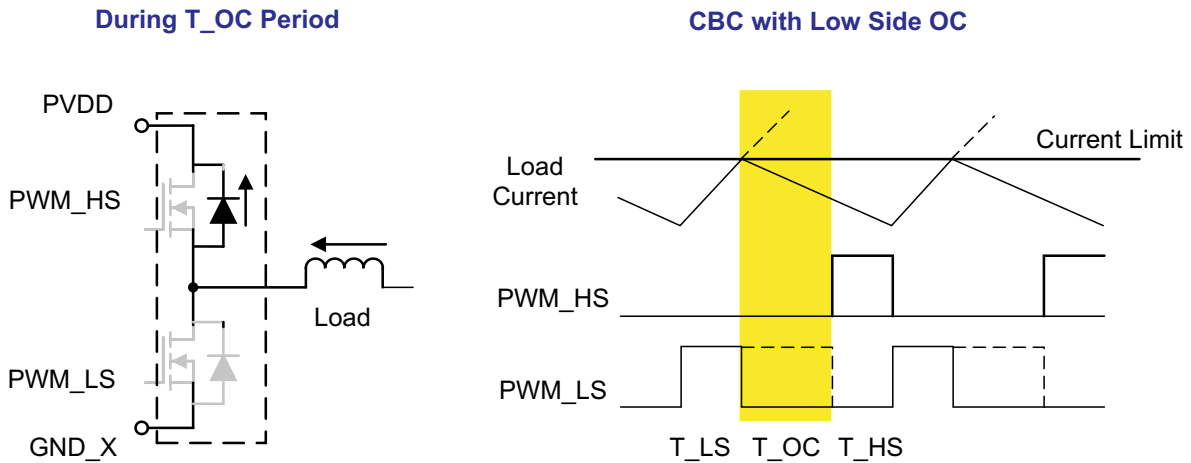 During T_OC Period
PVDD
PWM_HS
Load
PWM_LS
GND_X
CBC with Low Side OC
Load
Current
Current Limit
PWM_HS
PWM_LS
T_LS T_OC T_HS